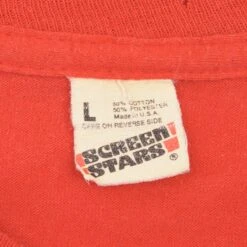 L
50% COTTON
50% POLYESTER
Made in U.S.A.
CARE ON REVERSE SIDE
SCREEN
STARS
®